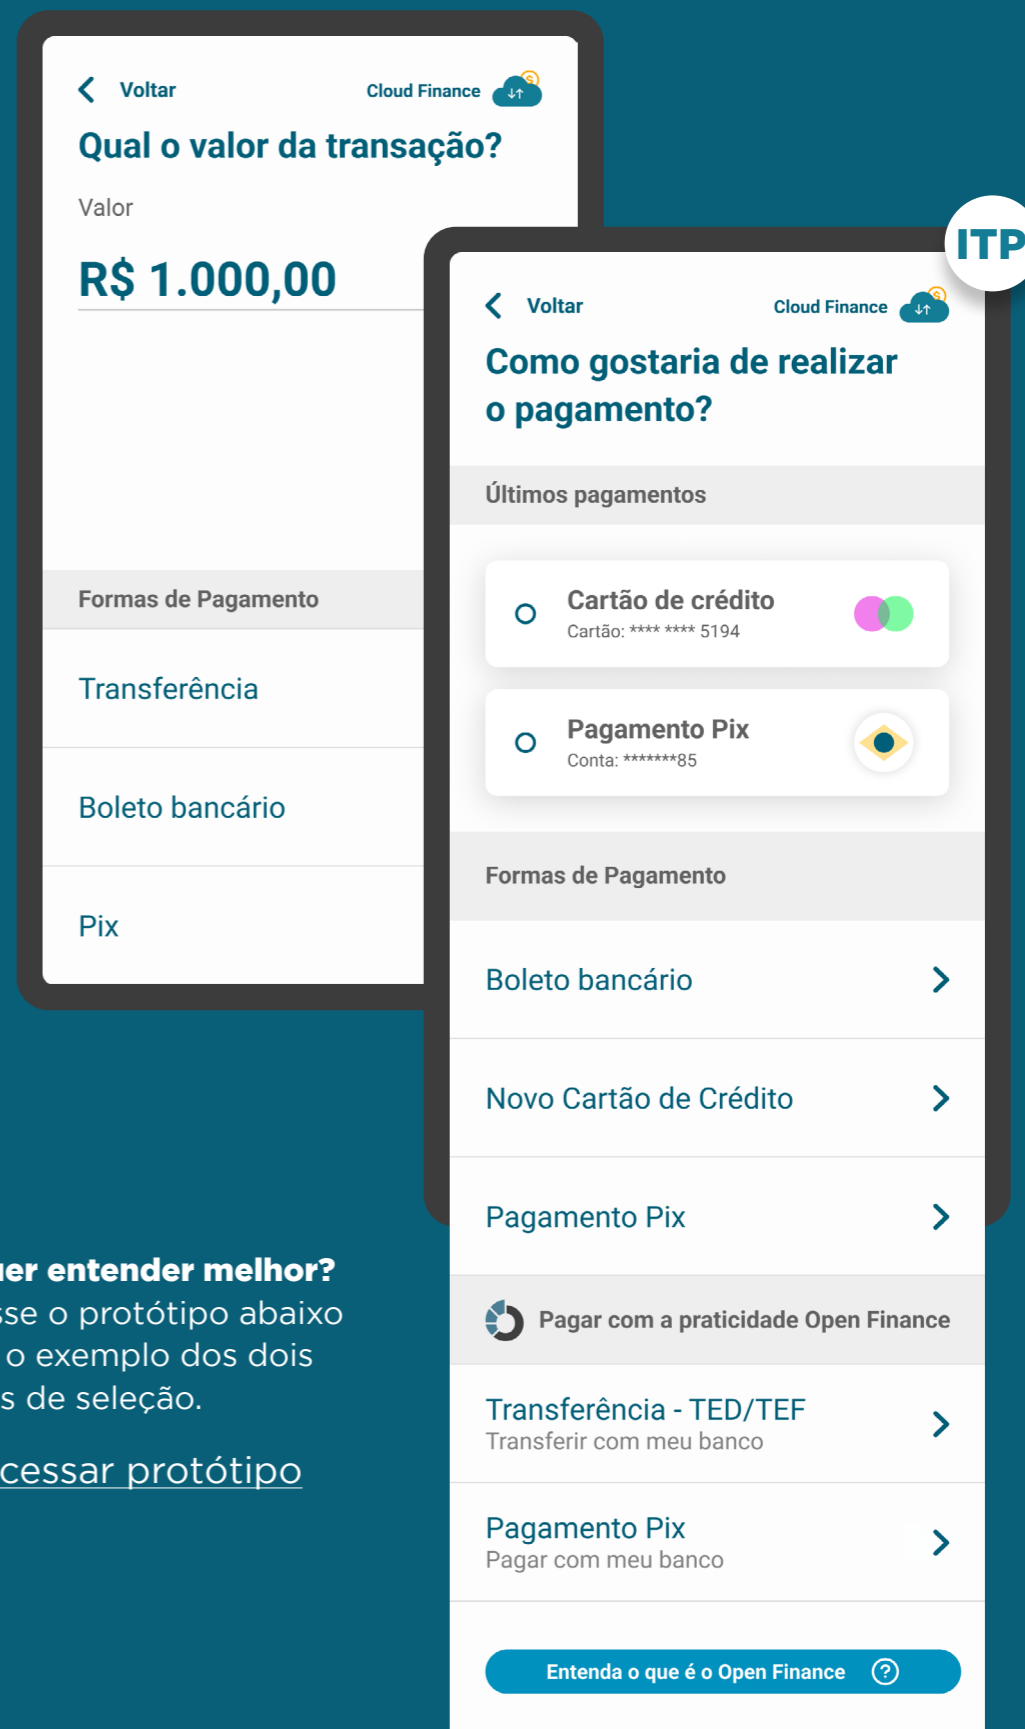 Voltar
Cloud Finance
Qual o valor da transação?
Valor
R$ 1.000,00
Formas de Pagamento
Transferência
Boleto bancário
Pix
ITP
Voltar
Cloud Finance
Como gostaria de realizar
o pagamento?
Últimos pagamentos
Cartão de crédito
Cartão: **** **** 5194
Pagamento Pix
Conta: *******85
Formas de Pagamento
Boleto bancário
Novo Cartão de Crédito
Pagamento Pix
Pagar com a praticidade Open Finance
Transferência - TED/TEF
Transferir com meu banco
Pagamento Pix
Pagar com meu banco
Entenda o que é o Open Finance ?
uer entender melhor?
sse o protótipo abaixo
o exemplo dos dois
s de seleção.
cessar protótipo